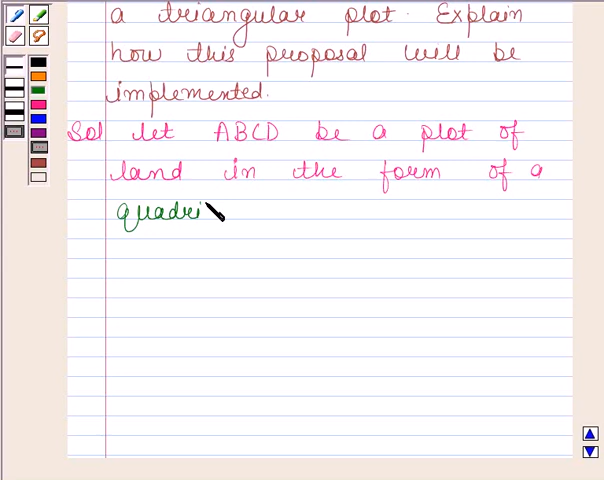 a triangular plot. Explain
how this proposal will be
implemented.
Sol let ABCD be a plot of
land in the form of a
quadri